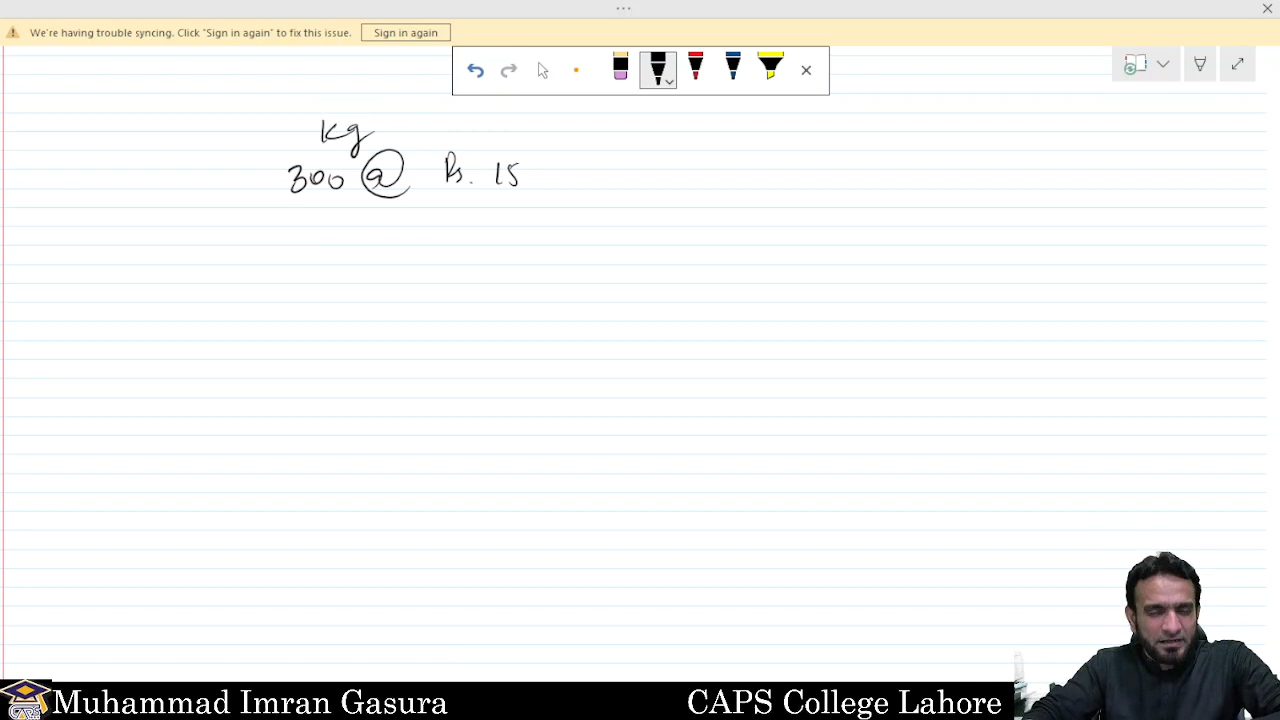 We're having trouble syncing. Click "Sign in again" to fix this issue. Sign in again
kg
300 @ Rs. 15
Muhammad Imran Gasura CAPS College Lahore